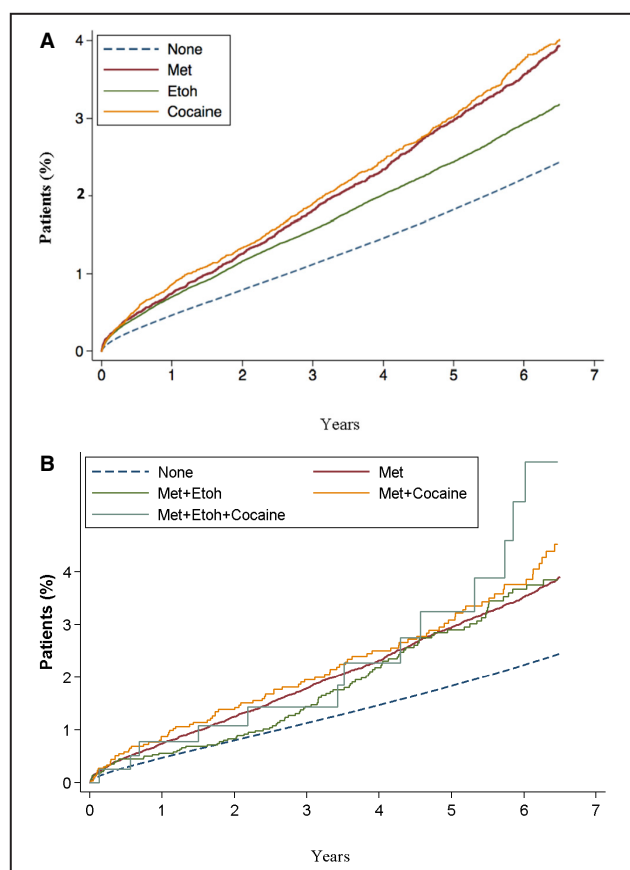 A
None
Met
Etoh
Cocaine
Patients (%)
4
3
2
1
0
0 1 2 3 4 5 6 7
Years
B
None Met
Met+Etoh Met+Cocaine
Met+Etoh+Cocaine
Patients (%)
4
3
2
1
0
0 1 2 3 4 5 6 7
Years